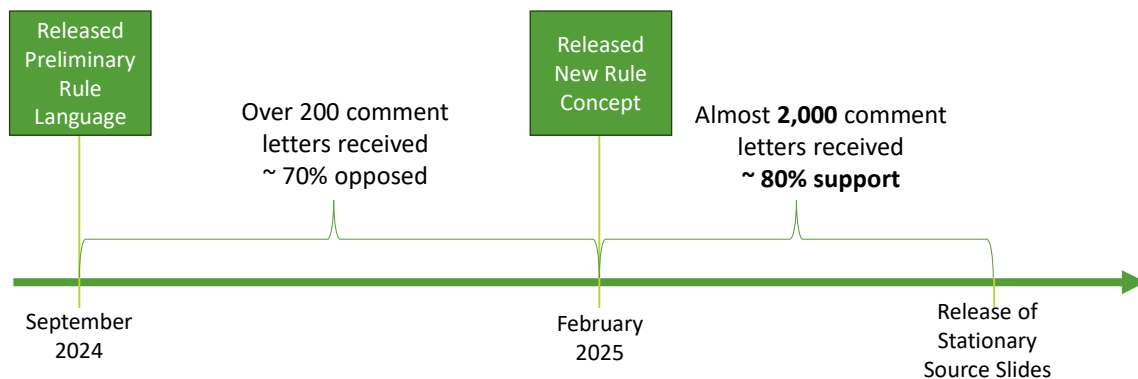 Released
Preliminary
Rule
Language
Over 200 comment
letters received
~ 70% opposed
Released
New Rule
Concept
Almost 2,000 comment
letters received
~ 80% support
September
2024
February
2025
Release of
Stationary
Source Slides